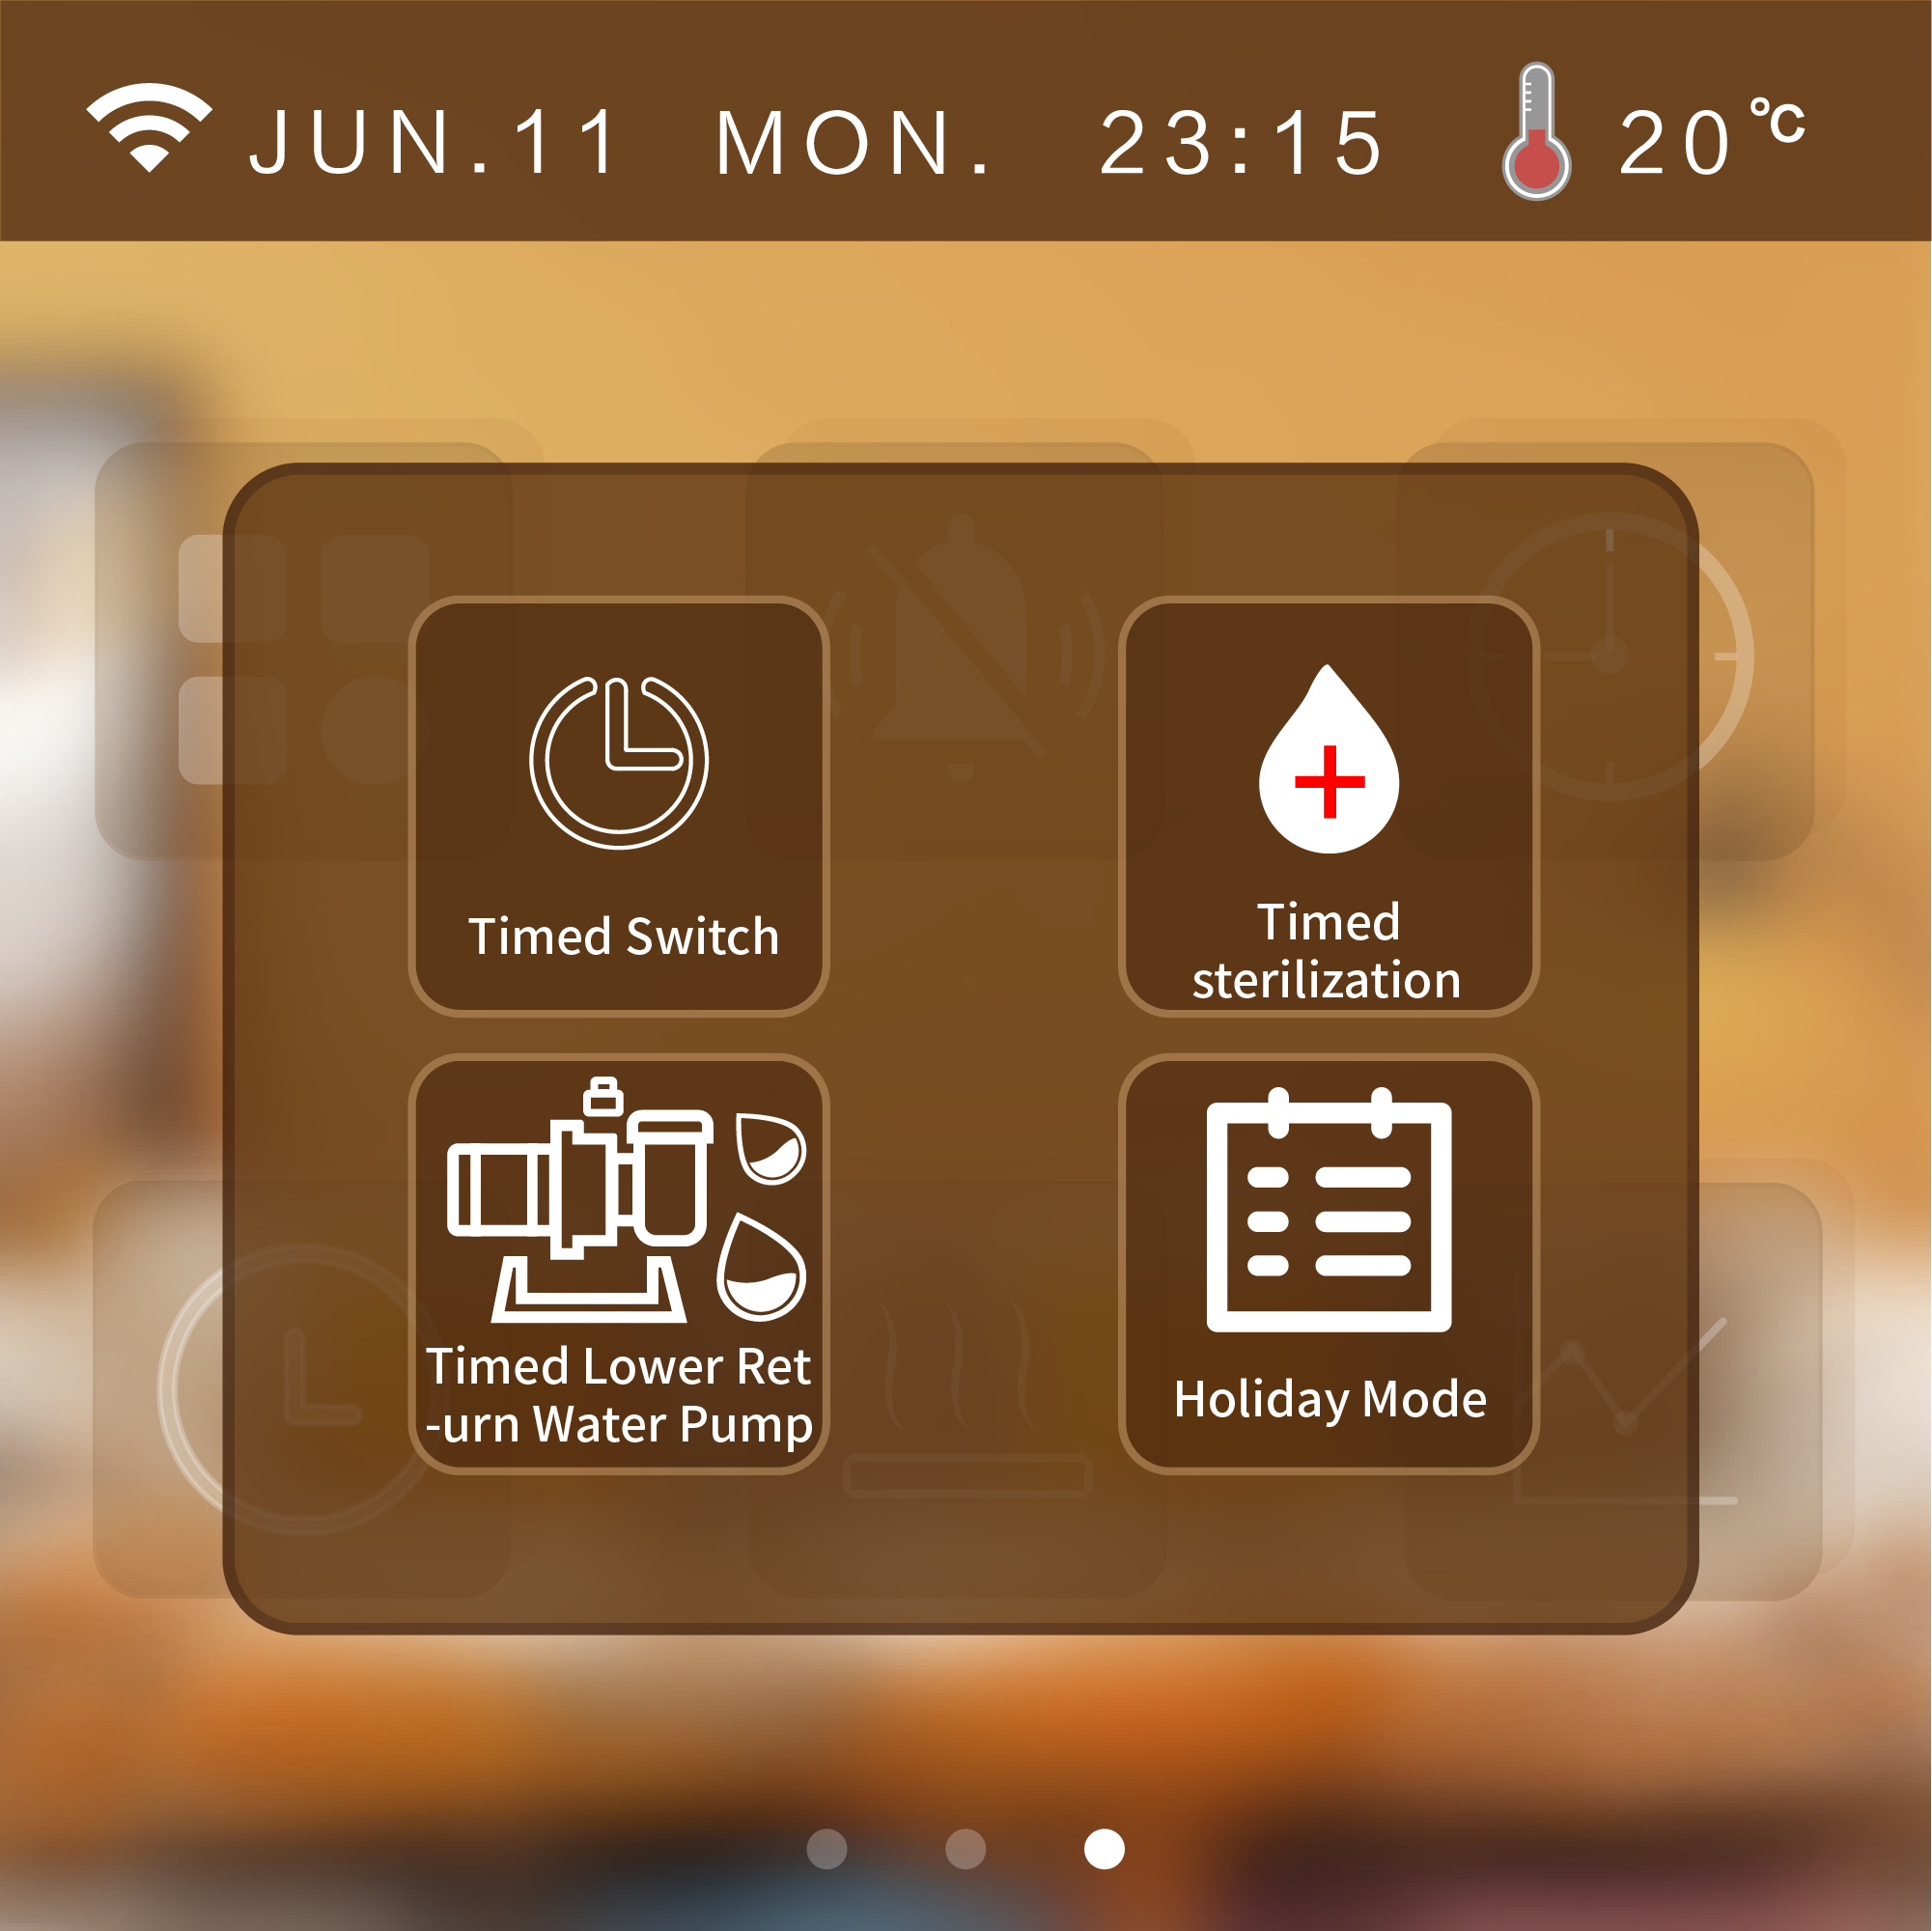 JUN.11 MON. 23:15 20℃
Timed Switch
Timed
sterilization
Timed Lower Ret
-urn Water Pump
Holiday Mode